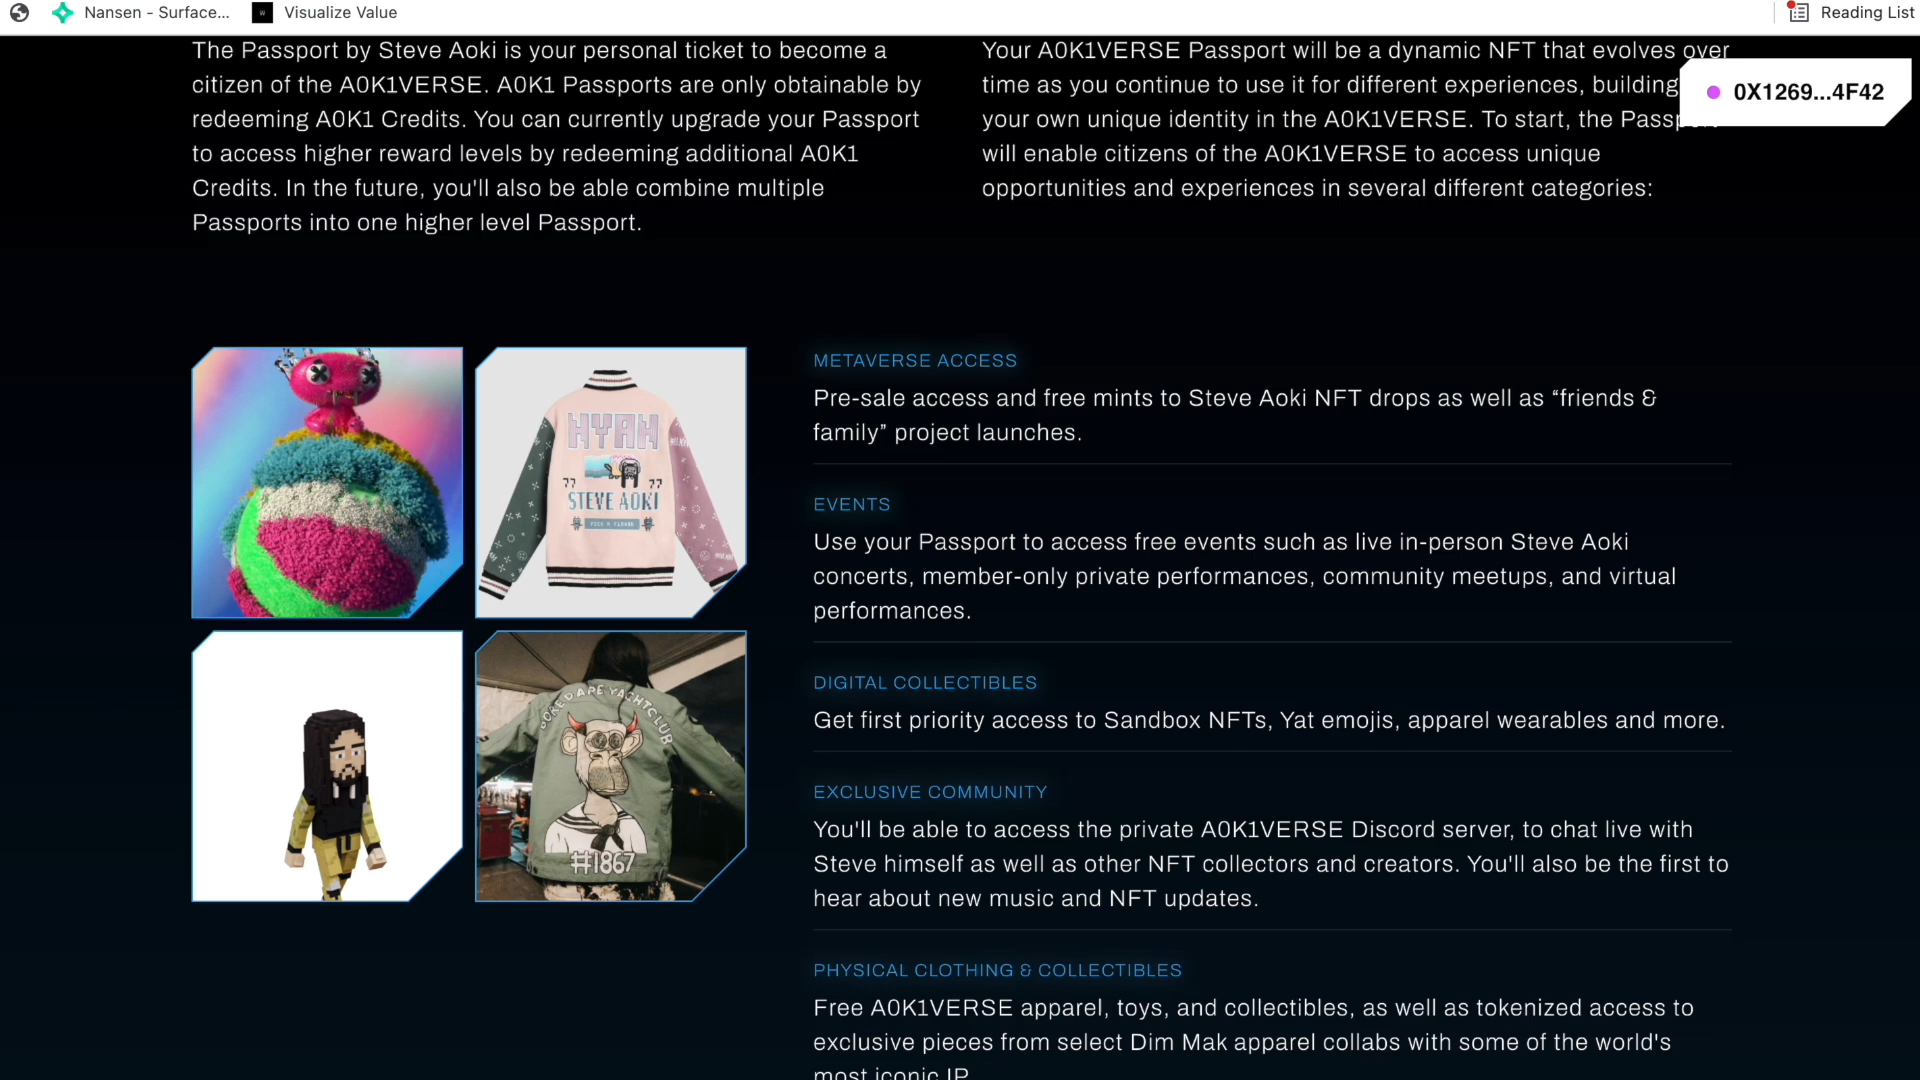 Nansen - Surface...
Visualize Value
Reading List
The Passport by Steve Aoki is your personal ticket to become a
citizen of the A0K1VERSE. A0K1 Passports are only obtainable by
redeeming A0K1 Credits. You can currently upgrade your Passport
to access higher reward levels by redeeming additional A0K1
Credits. In the future, you'll also be able combine multiple
Passports into one higher level Passport.
Your A0K1VERSE Passport will be a dynamic NFT that evolves over
time as you continue to use it for different experiences, building
your own unique identity in the A0K1VERSE. To start, the Passport
will enable citizens of the A0K1VERSE to access unique
opportunities and experiences in several different categories:
0X1269...4F42
NYAN
STEVE AOKI
BORED APE YACHT CLUB
#1867
METAVERSE ACCESS
Pre-sale access and free mints to Steve Aoki NFT drops as well as “friends &
family” project launches.
EVENTS
Use your Passport to access free events such as live in-person Steve Aoki
concerts, member-only private performances, community meetups, and virtual
performances.
DIGITAL COLLECTIBLES
Get first priority access to Sandbox NFTs, Yat emojis, apparel wearables and more.
EXCLUSIVE COMMUNITY
You'll be able to access the private A0K1VERSE Discord server, to chat live with
Steve himself as well as other NFT collectors and creators. You'll also be the first to
hear about new music and NFT updates.
PHYSICAL CLOTHING & COLLECTIBLES
Free A0K1VERSE apparel, toys, and collectibles, as well as tokenized access to
exclusive pieces from select Dim Mak apparel collabs with some of the world's
most iconic IP